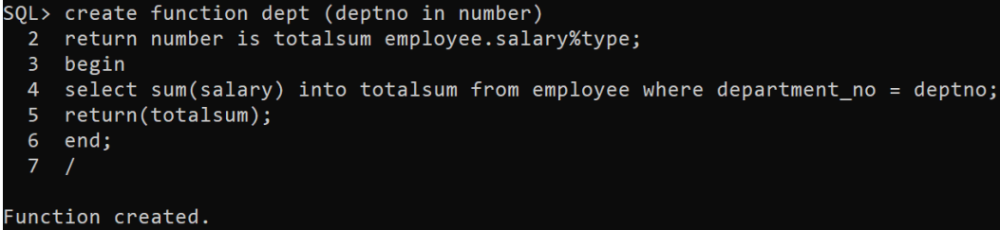 SQL> create function dept (deptno in number)
  2  return number is totalsum employee.salary%type;
  3  begin
  4  select sum(salary) into totalsum from employee where department_no = deptno;
  5  return(totalsum);
  6  end;
  7  /
Function created.